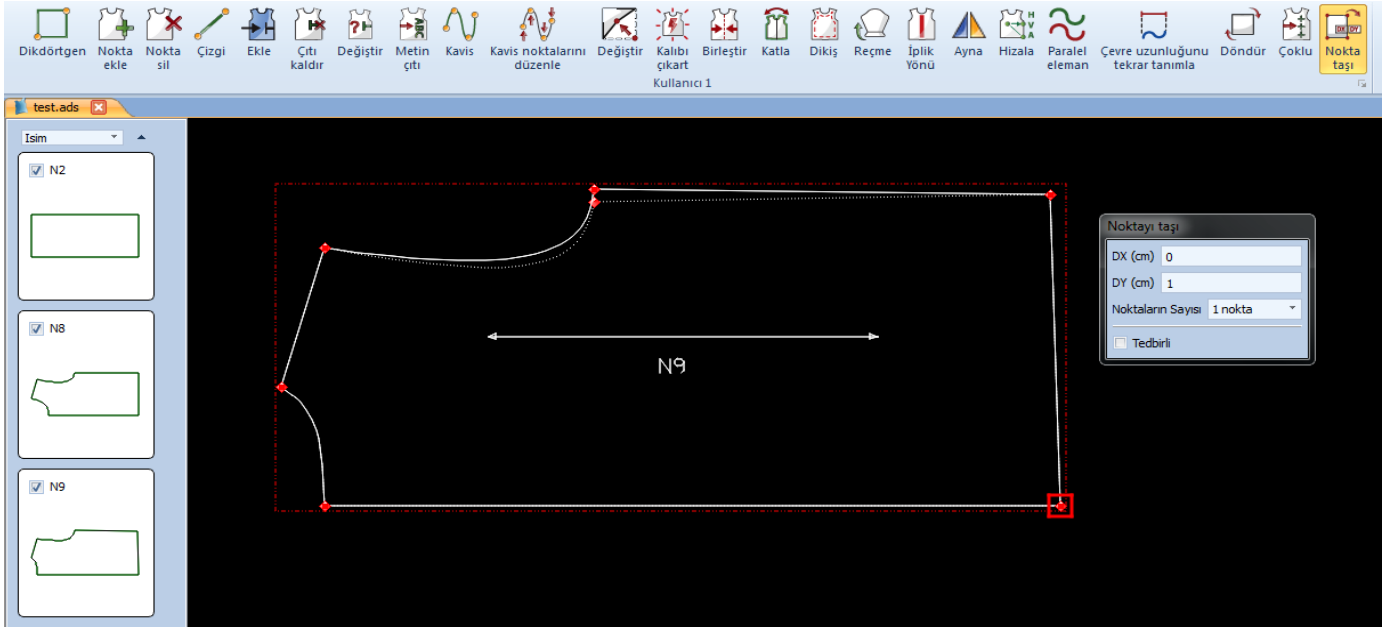 Dikdörtgen Nokta ekle Nokta sil Çizgi Ekle Çıtı kaldır Değiştir Metin çıtı Kavis Kavis noktalarını düzenle Değiştir Kalıbı çıkart Birleştir Katla Dikiş Reçme İplik Yönü Ayna Hizala Paralel eleman Çevre uzunluğunu tekrar tanımla Döndür Çoklu Nokta taşı
Kullanıcı 1
test.ads
Isim
N2
N8
N9
N9
Noktayı taşı
DX (cm) 0
DY (cm) 1
Noktaların Sayısı 1 nokta
Tedbirli